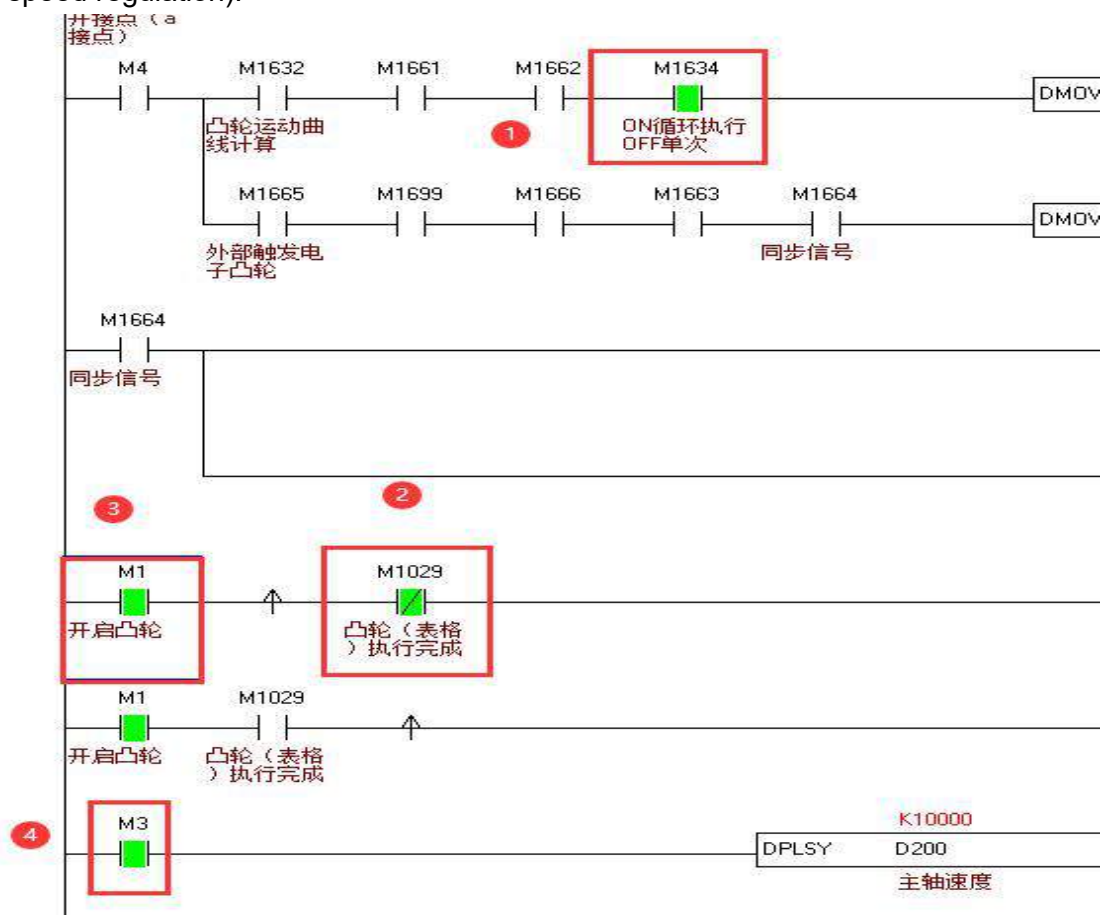 speed regulation).
开接点（a
接点）
M4 M1632 M1661 M1662 M1634
DMOV
凸轮运动曲
线计算
1
ON循环执行
OFF单次
M1665 M1699 M1666 M1663 M1664
DMOV
外部触发电
子凸轮
同步信号
M1664
同步信号
3
2
M1 M1029
开启凸轮
凸轮（表格
）执行完成
M1 M1029
开启凸轮
凸轮（表格
）执行完成
4
M3
K10000
DPLSY D200
主轴速度